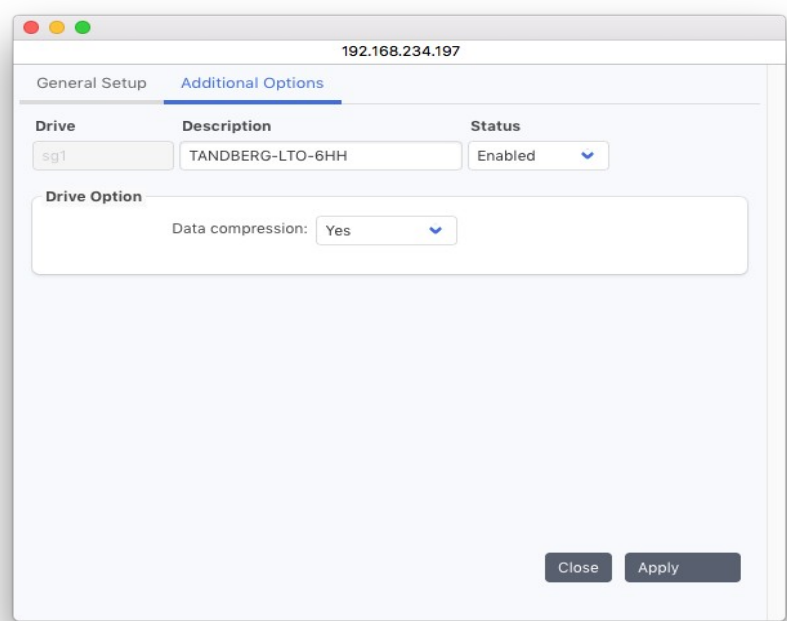 192.168.234.197
General Setup Additional Options
Drive Description Status
sg1 TANDBERG-LTO-6HH Enabled
Drive Option
Data compression: Yes
Close Apply